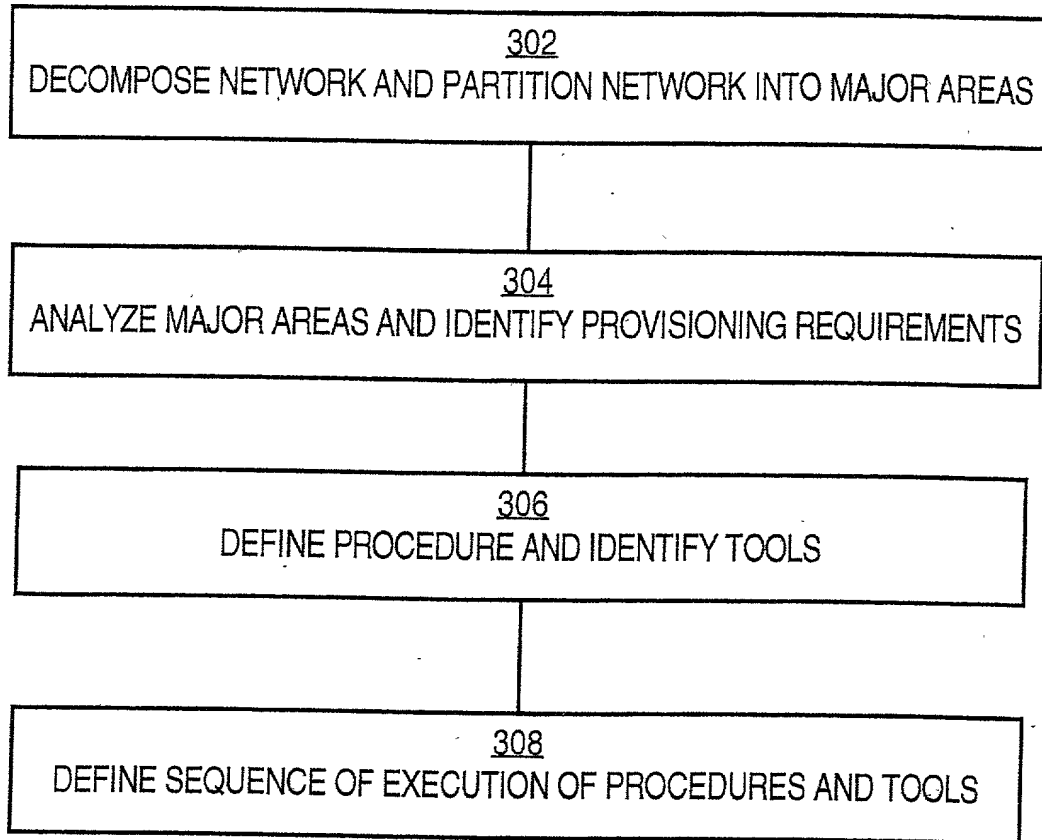 302
DECOMPOSE NETWORK AND PARTITION NETWORK INTO MAJOR AREAS
304
ANALYZE MAJOR AREAS AND IDENTIFY PROVISIONING REQUIREMENTS
306
DEFINE PROCEDURE AND IDENTIFY TOOLS
308
DEFINE SEQUENCE OF EXECUTION OF PROCEDURES AND TOOLS